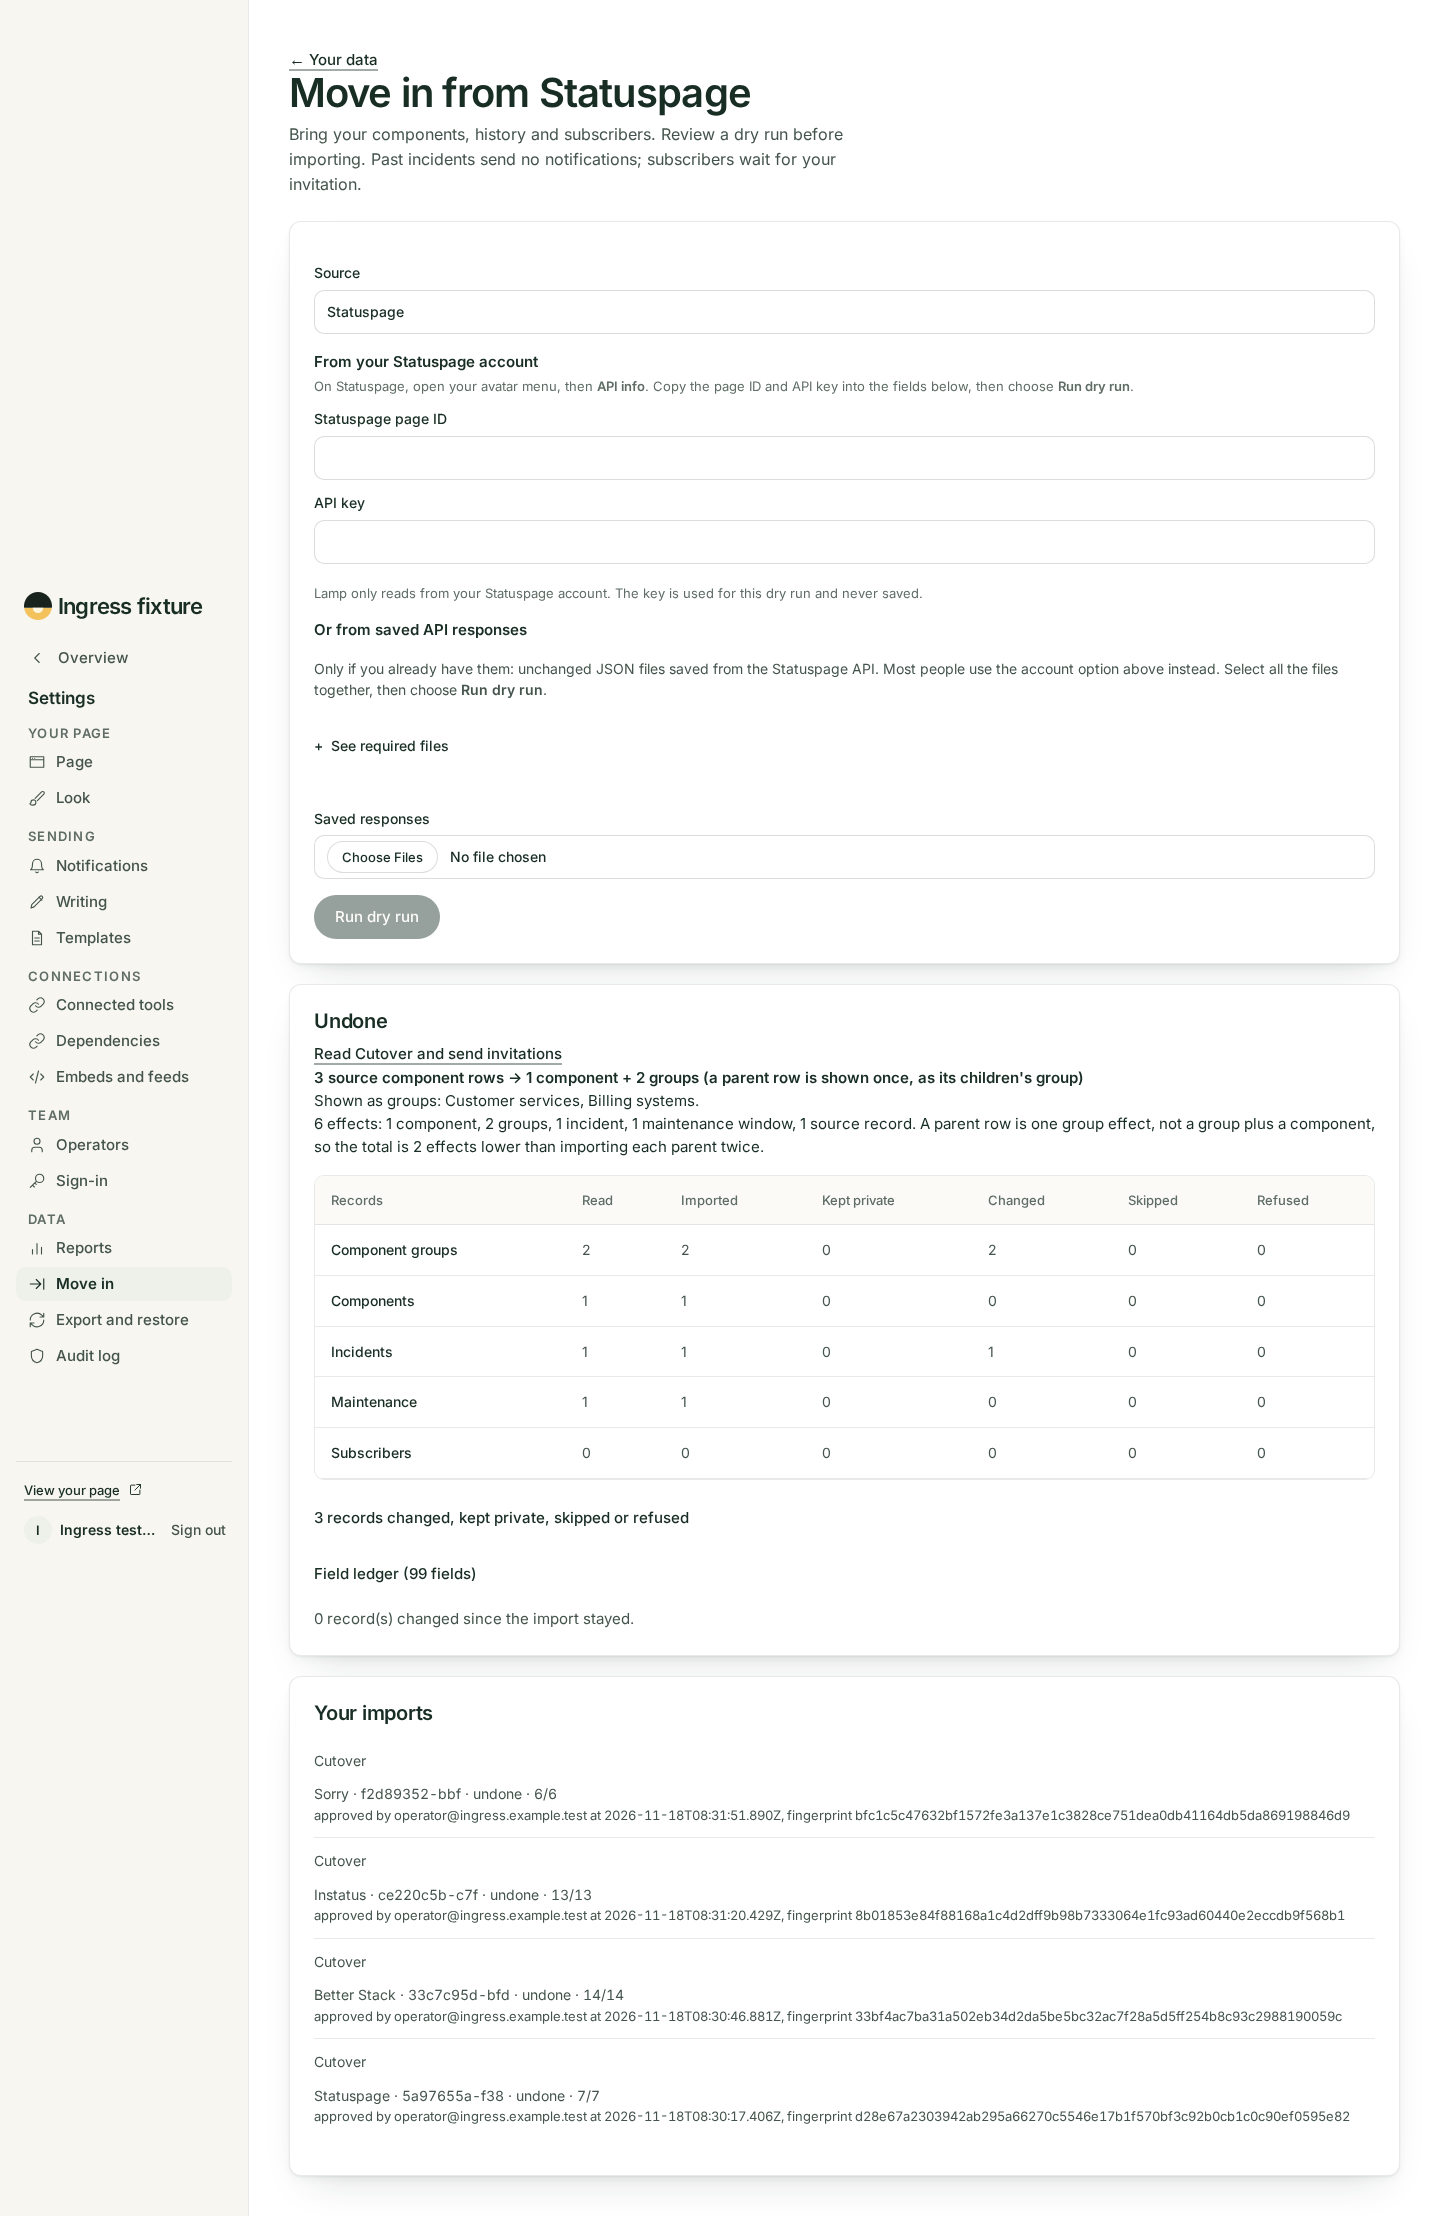 Ingress fixture
Overview
Settings
YOUR PAGE
Page
Look
SENDING
Notifications
Writing
Templates
CONNECTIONS
Connected tools
Dependencies
Embeds and feeds
TEAM
Operators
Sign-in
DATA
Reports
Move in
Export and restore
Audit log
View your page
I Ingress test... Sign out
← Your data
Move in from Statuspage
Bring your components, history and subscribers. Review a dry run before
importing. Past incidents send no notifications; subscribers wait for your
invitation.
Source
Statuspage
From your Statuspage account
On Statuspage, open your avatar menu, then API info. Copy the page ID and API key into the fields below, then choose Run dry run.
Statuspage page ID
API key
Lamp only reads from your Statuspage account. The key is used for this dry run and never saved.
Or from saved API responses
Only if you already have them: unchanged JSON files saved from the Statuspage API. Most people use the account option above instead. Select all the files
together, then choose Run dry run.
+ See required files
Saved responses
Choose Files No file chosen
Run dry run
Undone
Read Cutover and send invitations
3 source component rows → 1 component + 2 groups (a parent row is shown once, as its children's group)
Shown as groups: Customer services, Billing systems.
6 effects: 1 component, 2 groups, 1 incident, 1 maintenance window, 1 source record. A parent row is one group effect, not a group plus a component,
so the total is 2 effects lower than importing each parent twice.
Records Read Imported Kept private Changed Skipped Refused
Component groups 2 2 0 2 0 0
Components 1 1 0 0 0 0
Incidents 1 1 0 1 0 0
Maintenance 1 1 0 0 0 0
Subscribers 0 0 0 0 0 0
3 records changed, kept private, skipped or refused
Field ledger (99 fields)
0 record(s) changed since the import stayed.
Your imports
Cutover
Sorry · f2d89352-bbf · undone · 6/6
approved by operator@ingress.example.test at 2026-11-18T08:31:51.890Z, fingerprint bfc1c5c47632bf1572fe3a137e1c3828ce751dea0db41164db5da869198846d9
Cutover
Instatus · ce220c5b-c7f · undone · 13/13
approved by operator@ingress.example.test at 2026-11-18T08:31:20.429Z, fingerprint 8b01853e84f88168a1c4d2dff9b98b7333064e1fc93ad60440e2eccdb9f568b1
Cutover
Better Stack · 33c7c95d-bfd · undone · 14/14
approved by operator@ingress.example.test at 2026-11-18T08:30:46.881Z, fingerprint 33bf4ac7ba31a502eb34d2da5be5bc32ac7f28a5d5ff254b8c93c2988190059c
Cutover
Statuspage · 5a97655a-f38 · undone · 7/7
approved by operator@ingress.example.test at 2026-11-18T08:30:17.406Z, fingerprint d28e67a2303942ab295a66270c5546e17b1f570bf3c92b0cb1c0c90ef0595e82